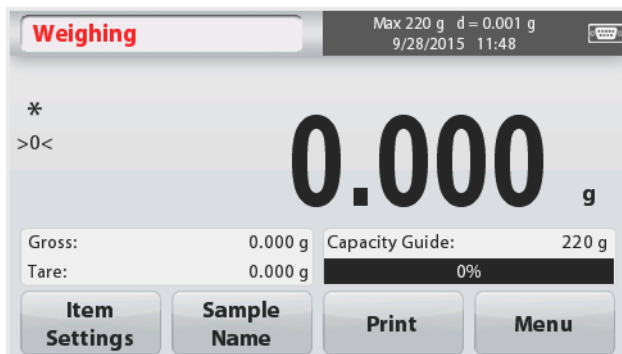 Weighing
Max 220 g d = 0.001 g
9/28/2015 11:48
*
>0<
0.000 g
Gross: 0.000 g
Tare: 0.000 g
Capacity Guide: 220 g
0%
Item
Settings
Sample
Name
Print
Menu